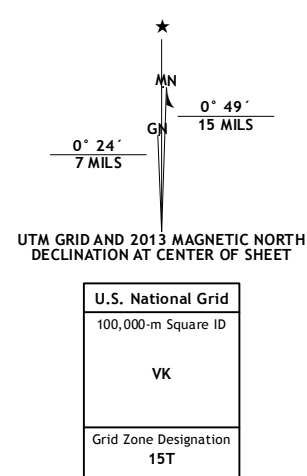 ★
MN
0° 49´
15 MILS
GN
0° 24´
7 MILS
UTM GRID AND 2013 MAGNETIC NORTH
DECLINATION AT CENTER OF SHEET
U.S. National Grid
100,000-m Square ID
VK
Grid Zone Designation
15T